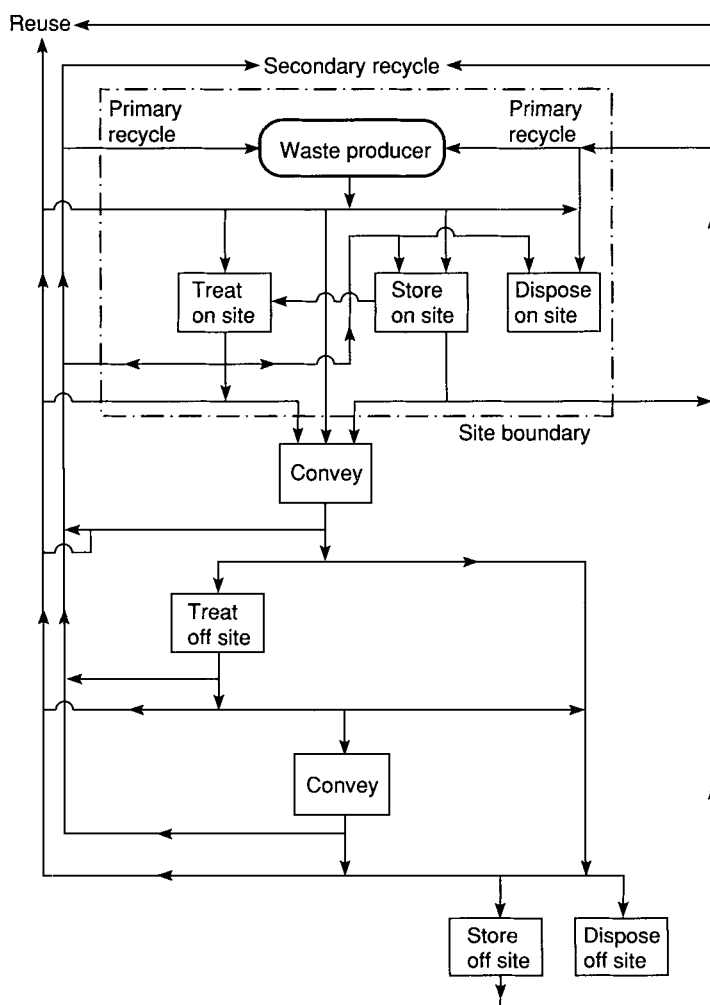 Reuse
Secondary recycle
Primary
recycle
Primary
recycle
Waste producer
Treat
on site
Store
on site
Dispose
on site
Site boundary
Convey
Treat
off site
Convey
Store
off site
Dispose
off site